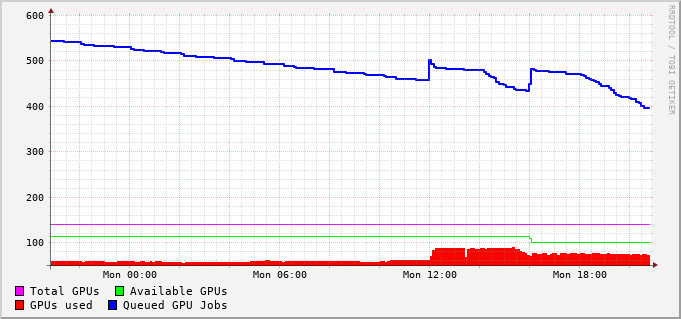 600
500
400
300
200
100
Mon 00:00 Mon 06:00 Mon 12:00 Mon 18:00
Total GPUs Available GPUs
GPUs used Queued GPU Jobs
RRDTOOL / TOBI OETIKER